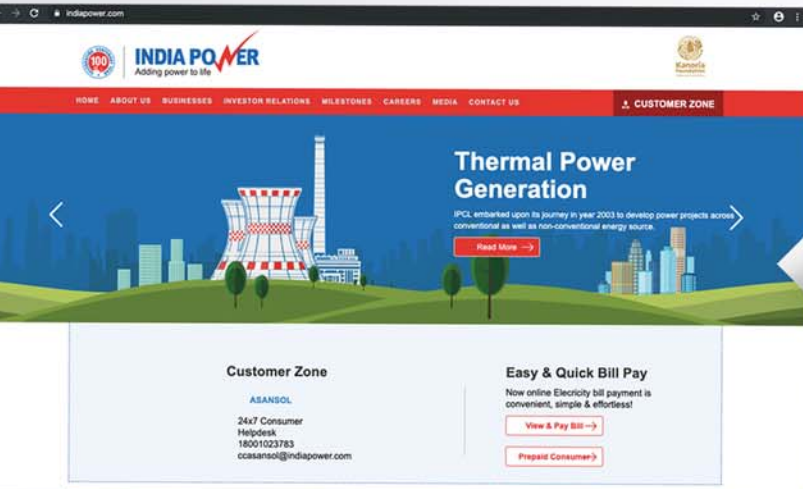 indiapower.com
100
INDIA POWER
Adding power to life
Kanoria
Foundation
HOME ABOUT US BUSINESSES INVESTOR RELATIONS MILESTONES CAREERS MEDIA CONTACT US
CUSTOMER ZONE
Thermal Power
Generation
IPCL embarked upon its journey in year 2003 to develop power projects across
conventional as well as non-conventional energy source.
Read More
Customer Zone
ASANSOL
24x7 Consumer
Helpdesk
18001023783
ccasansol@indiapower.com
Easy & Quick Bill Pay
Now online Elecricity bill payment is
convenient, simple & effortless!
View & Pay Bill
Prepaid Consumer